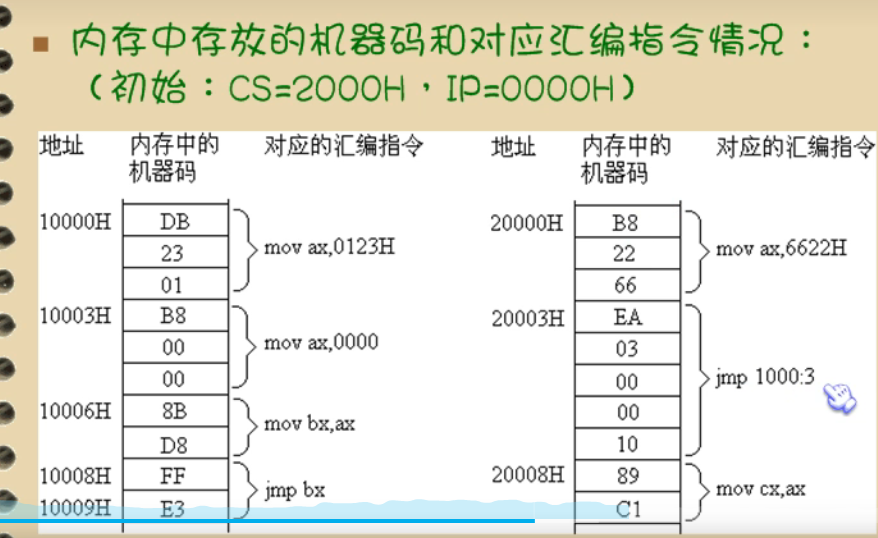 内存中存放的机器码和对应汇编指令情况：
（初始：CS=2000H，IP=0000H）
地址 内存中的 对应的汇编指令 地址 内存中的 对应的汇编指令
机器码 机器码
10000H DB 20000H B8
23 mov ax,0123H 22 mov ax,6622H
01 66
10003H B8 20003H EA
00 mov ax,0000 03
00 00 jmp 1000:3
10006H 8B mov bx,ax 00
D8 10
10008H FF jmp bx 20008H 89 mov cx,ax
10009H E3 C1